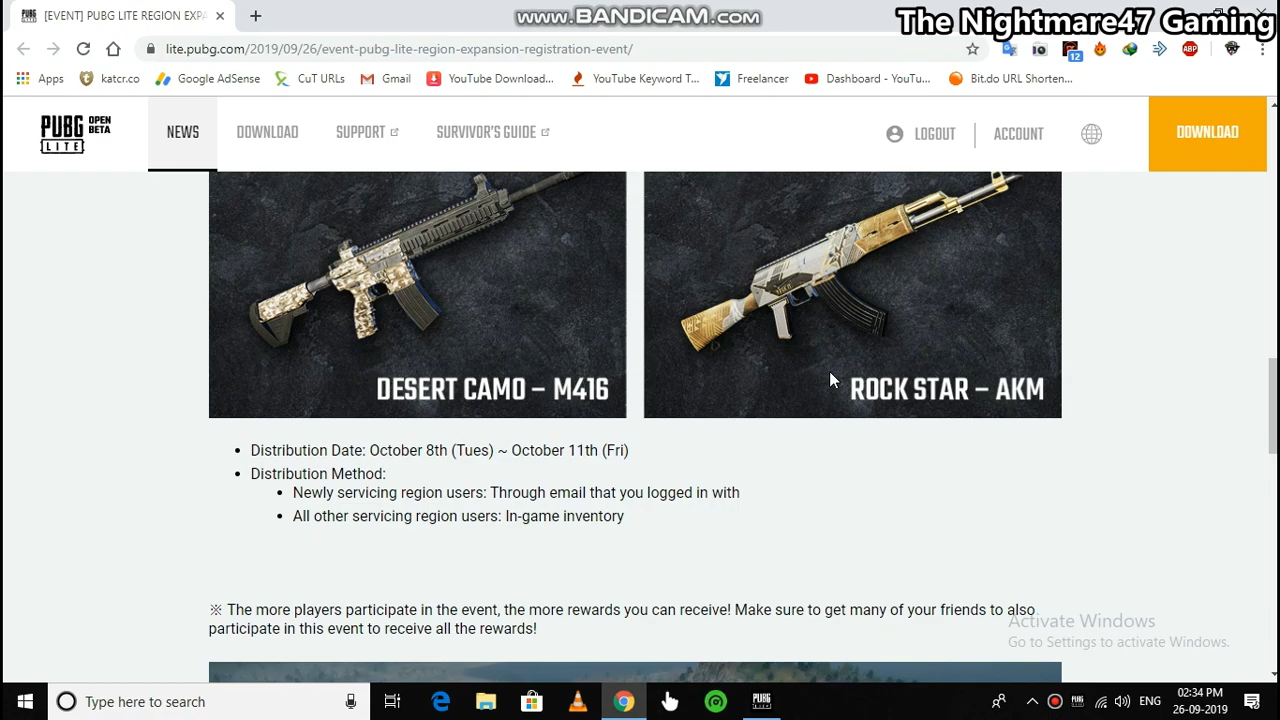 [EVENT] PUBG LITE REGION EXPA
www.BANDICAM.com
The Nightmare47 Gaming
lite.pubg.com/2019/09/26/event-pubg-lite-region-expansion-registration-event/
12
ABP
Apps
katcr.co
Google AdSense
CuT URLs
Gmail
YouTube Download...
YouTube Keyword T...
Freelancer
Dashboard - YouTu...
Bit.do URL Shorten...
PUBG OPEN BETA
LITE
NEWS
DOWNLOAD
SUPPORT
SURVIVOR'S GUIDE
LOGOUT
ACCOUNT
DOWNLOAD
DESERT CAMO – M416
ROCK STAR – AKM
• Distribution Date: October 8th (Tues) ~ October 11th (Fri)
• Distribution Method:
• Newly servicing region users: Through email that you logged in with
• All other servicing region users: In-game inventory
※ The more players participate in the event, the more rewards you can receive! Make sure to get many of your friends to also
participate in this event to receive all the rewards!
Activate Windows
Go to Settings to activate Windows.
Type here to search
ENG
02:34 PM
26-09-2019